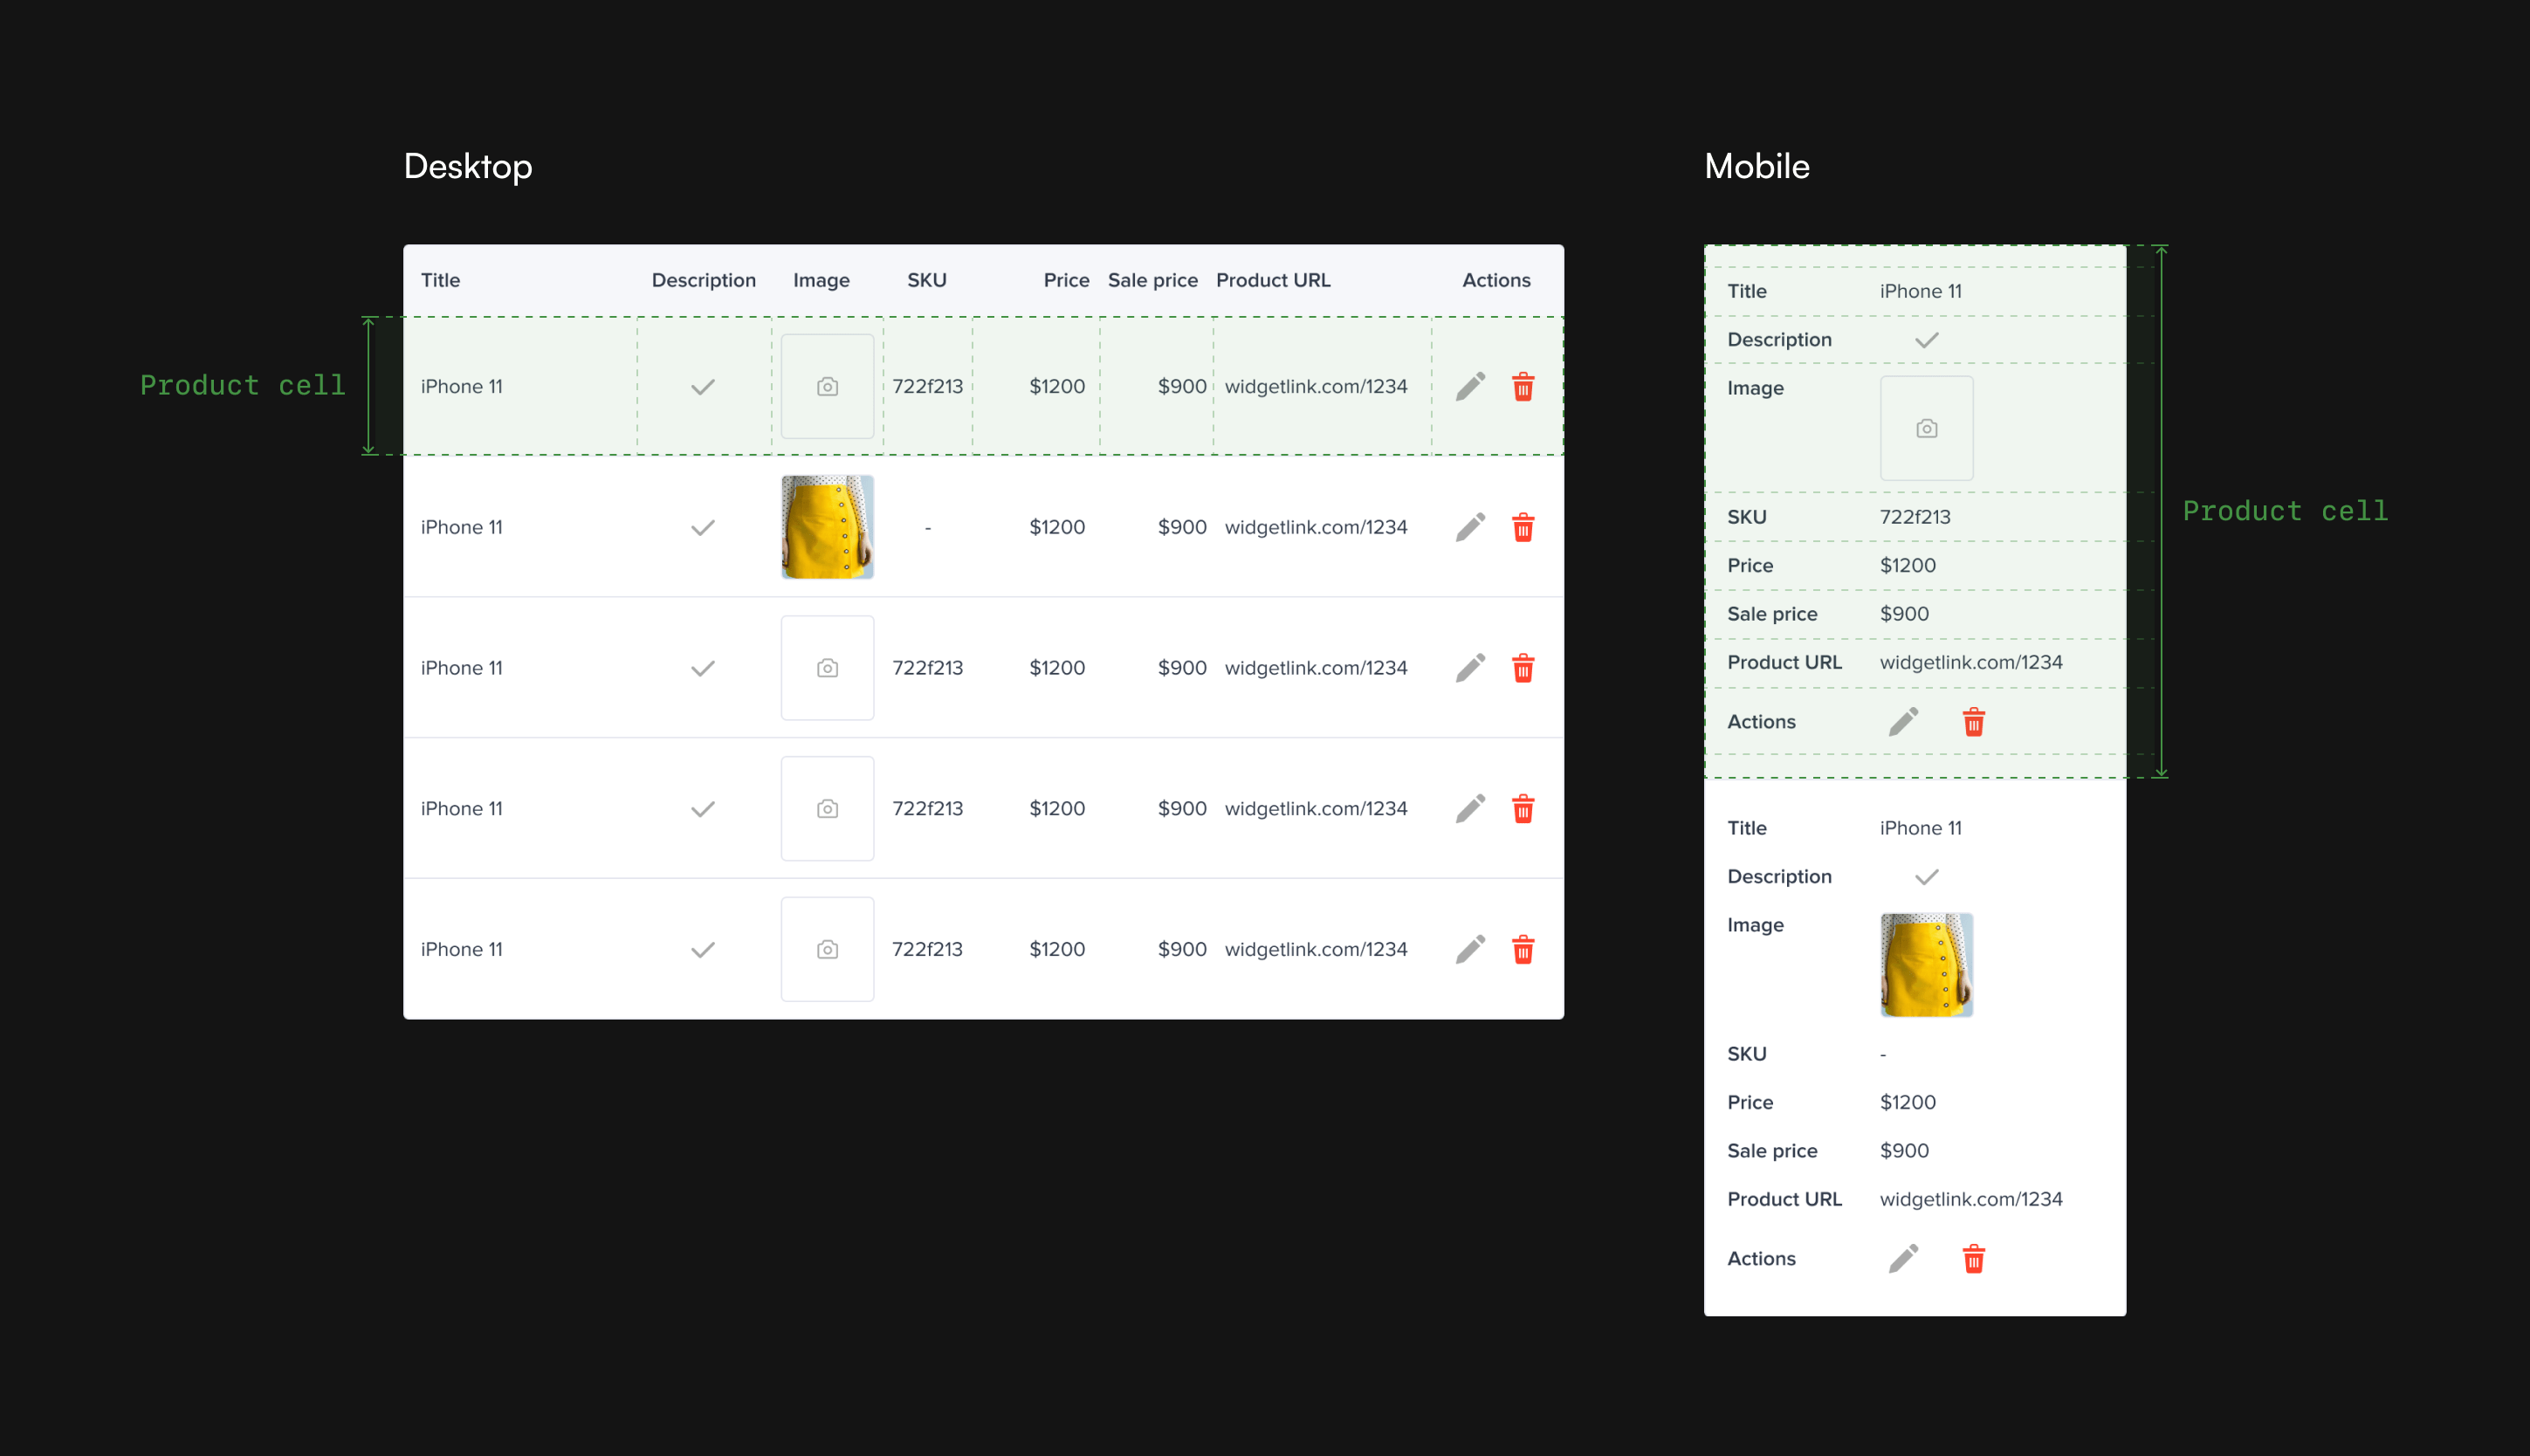 Desktop
Title Description Image SKU Price Sale price Product URL Actions
Product cell
iPhone 11 722f213 $1200 $900 widgetlink.com/1234
iPhone 11 - $1200 $900 widgetlink.com/1234
iPhone 11 722f213 $1200 $900 widgetlink.com/1234
iPhone 11 722f213 $1200 $900 widgetlink.com/1234
iPhone 11 722f213 $1200 $900 widgetlink.com/1234
Mobile
Title iPhone 11
Description
Image
SKU 722f213
Product cell
Price $1200
Sale price $900
Product URL widgetlink.com/1234
Actions
Title iPhone 11
Description
Image
SKU -
Price $1200
Sale price $900
Product URL widgetlink.com/1234
Actions